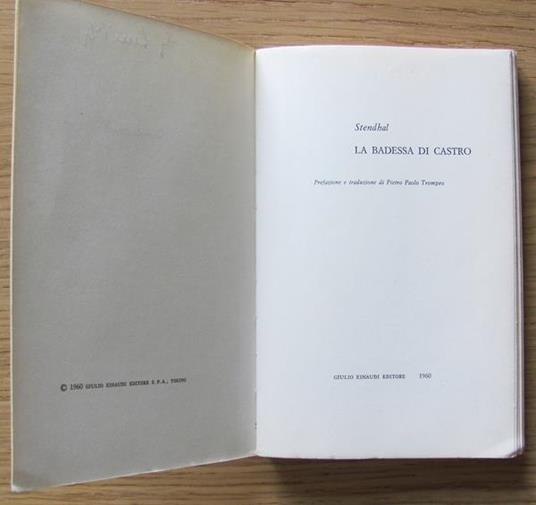 © 1960 GIULIO EINAUDI EDITORE S.P.A., TORINO
Stendhal
LA BADESSA DI CASTRO
Prefazione e traduzione di Pietro Paolo Trompeo
GIULIO EINAUDI EDITORE 1960